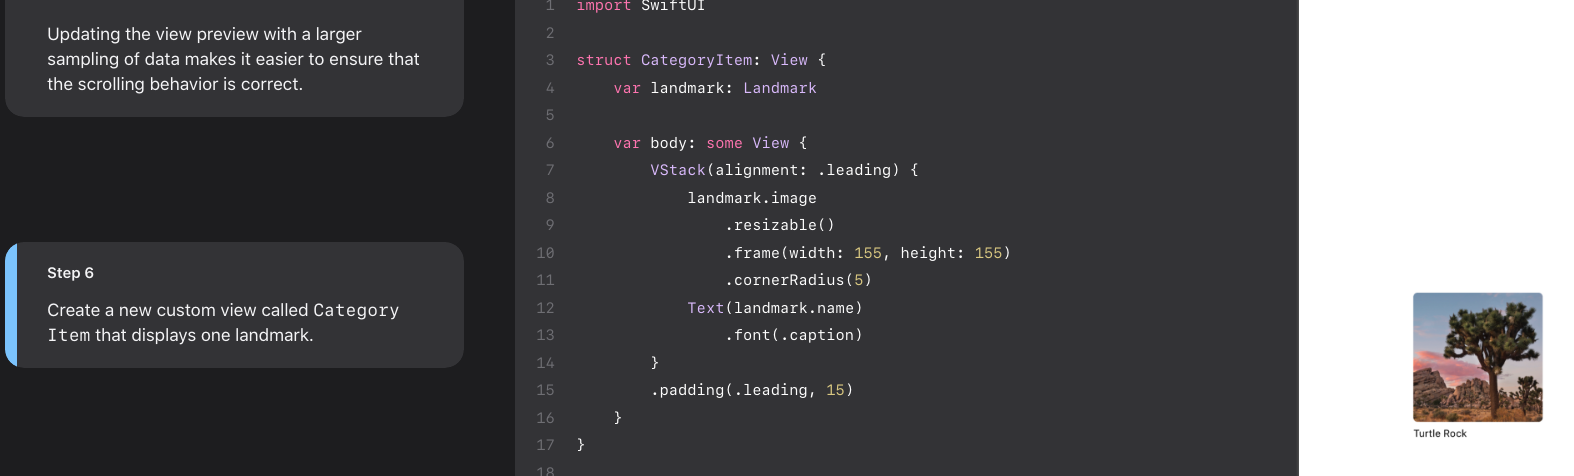 Updating the view preview with a larger
sampling of data makes it easier to ensure that
the scrolling behavior is correct.
Step 6
Create a new custom view called Category
Item that displays one landmark.
1 import SwiftUI
2
3 struct CategoryItem: View {
4     var landmark: Landmark
5
6     var body: some View {
7         VStack(alignment: .leading) {
8             landmark.image
9                 .resizable()
10                 .frame(width: 155, height: 155)
11                 .cornerRadius(5)
12             Text(landmark.name)
13                 .font(.caption)
14         }
15         .padding(.leading, 15)
16     }
17 }
18
Turtle Rock